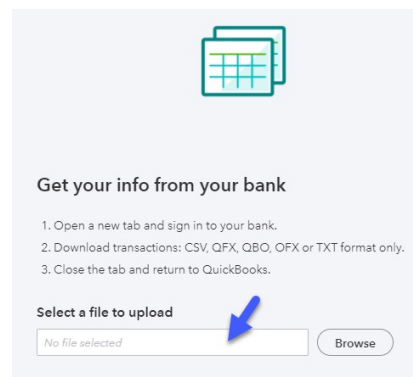 Get your info from your bank
1. Open a new tab and sign in to your bank.
2. Download transactions: CSV, QFX, QBO, OFX or TXT format only.
3. Close the tab and return to QuickBooks.
Select a file to upload
No file selected
Browse